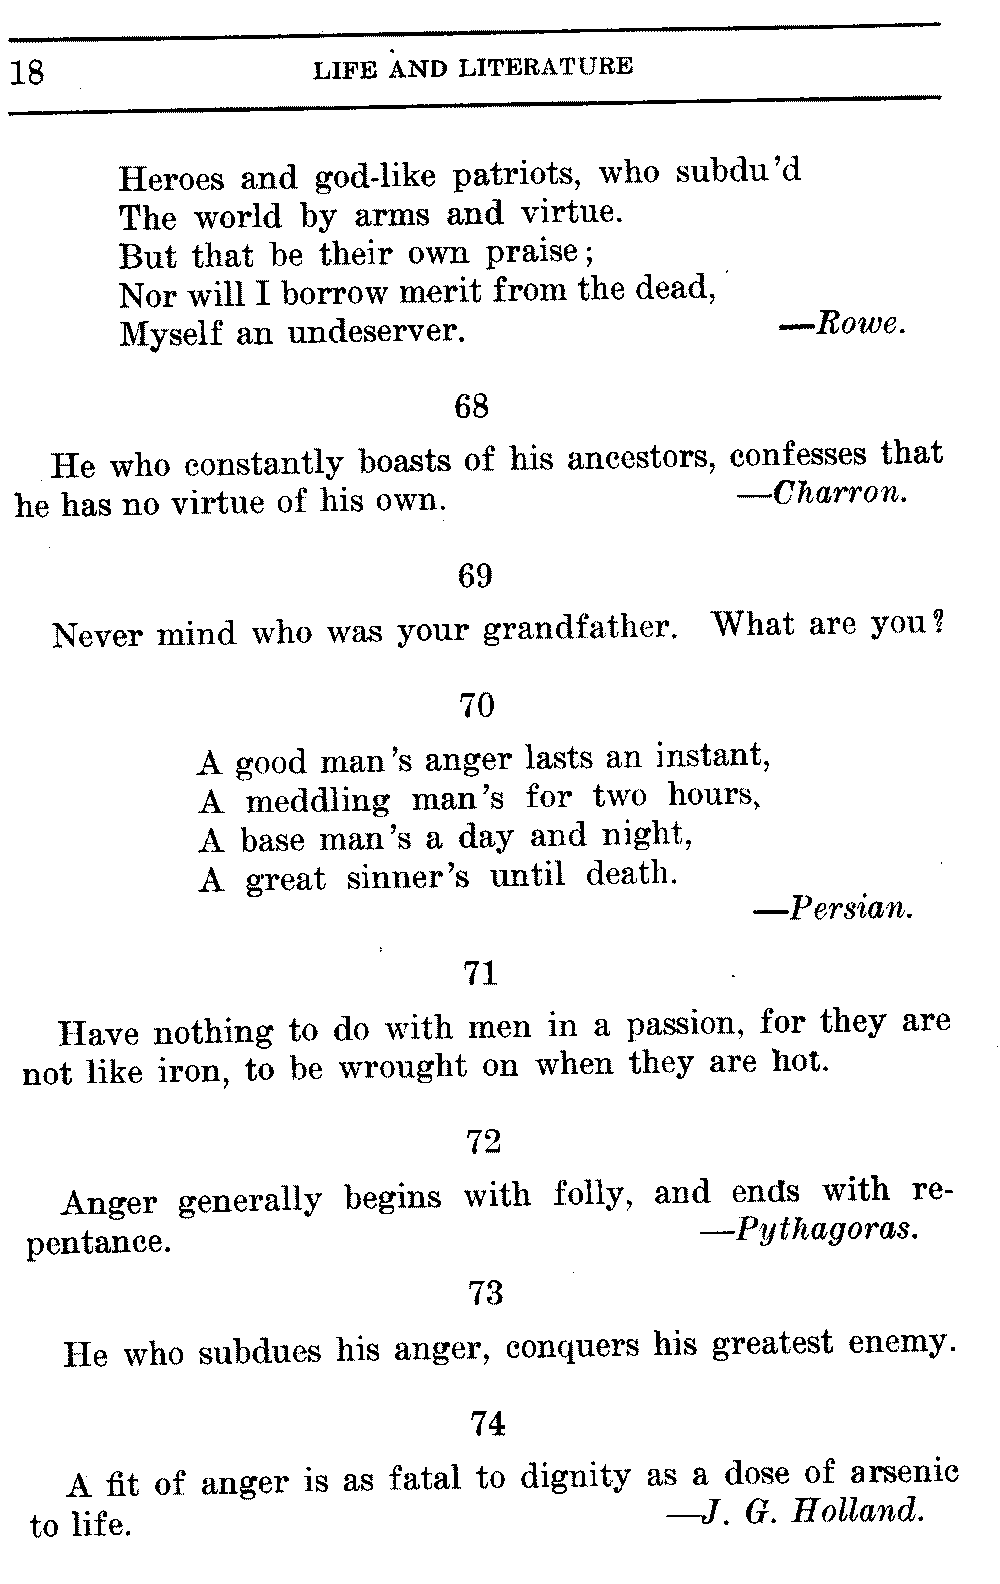 18 LIFE AND LITERATURE
Heroes and god-like patriots, who subdu'd
The world by arms and virtue.
But that be their own praise;
Nor will I borrow merit from the dead,
Myself an undeserver. —Rowe.
68
He who constantly boasts of his ancestors, confesses that
he has no virtue of his own. —Charron.
69
Never mind who was your grandfather. What are you?
70
A good man's anger lasts an instant,
A meddling man's for two hours,
A base man's a day and night,
A great sinner's until death.
—Persian.
71
Have nothing to do with men in a passion, for they are
not like iron, to be wrought on when they are hot.
72
Anger generally begins with folly, and ends with re-
pentance. —Pythagoras.
73
He who subdues his anger, conquers his greatest enemy.
74
A fit of anger is as fatal to dignity as a dose of arsenic
to life. —J. G. Holland.